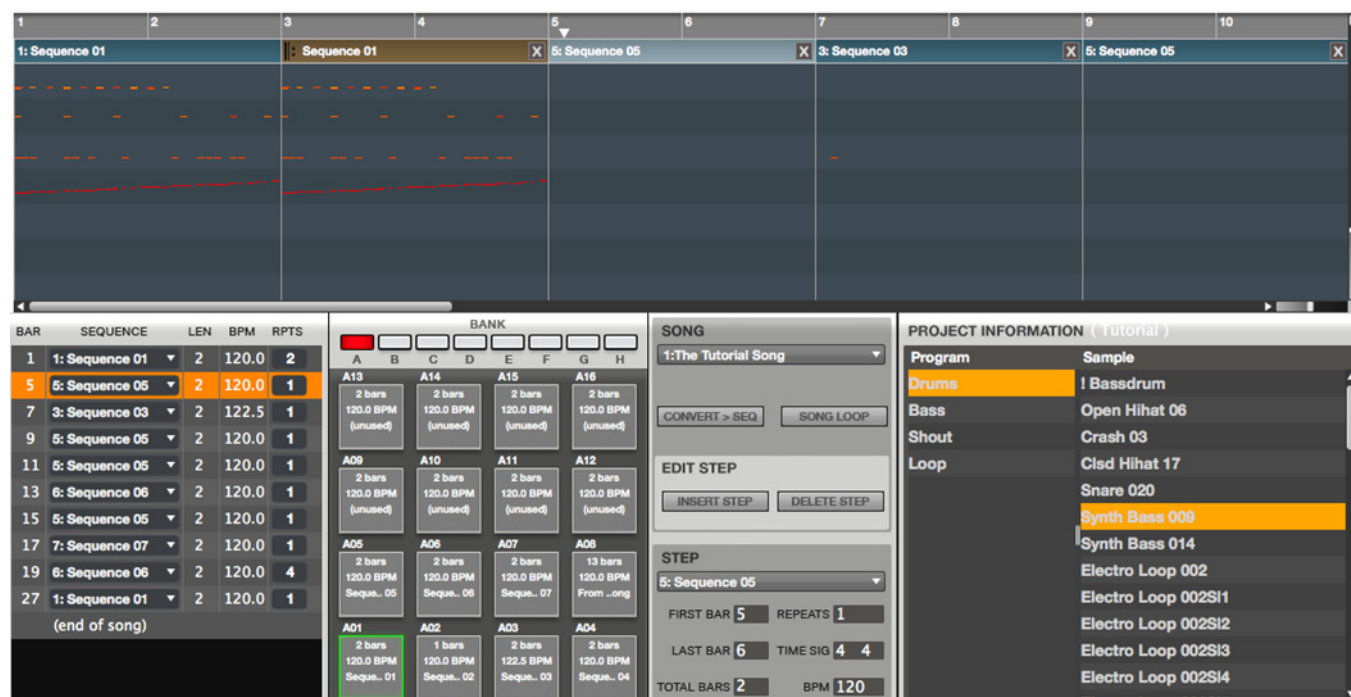 1 2 3 4 5 6 7 8 9 10
1: Sequence 01 Sequence 01 X 5: Sequence 05 X 3: Sequence 03 X 5: Sequence 05 X
BAR SEQUENCE LEN BPM RPTS
1 1: Sequence 01 2 120.0 2
5 5: Sequence 05 2 120.0 1
7 3: Sequence 03 2 122.5 1
9 5: Sequence 05 2 120.0 1
11 5: Sequence 05 2 120.0 1
13 6: Sequence 06 2 120.0 1
15 5: Sequence 05 2 120.0 1
17 7: Sequence 07 2 120.0 1
19 6: Sequence 06 2 120.0 4
27 1: Sequence 01 2 120.0 1
(end of song)
BANK
A B C D E F G H
A13 A14 A15 A16
2 bars 2 bars 2 bars 2 bars
120.0 BPM 120.0 BPM 120.0 BPM 120.0 BPM
(unused) (unused) (unused) (unused)
A09 A10 A11 A12
2 bars 2 bars 2 bars 2 bars
120.0 BPM 120.0 BPM 120.0 BPM 120.0 BPM
(unused) (unused) (unused) (unused)
A05 A06 A07 A08
2 bars 2 bars 2 bars 13 bars
120.0 BPM 120.0 BPM 120.0 BPM 120.0 BPM
Seque.. 05 Seque.. 06 Seque.. 07 From ..ong
A01 A02 A03 A04
2 bars 1 bars 2 bars 2 bars
120.0 BPM 120.0 BPM 122.5 BPM 120.0 BPM
Seque.. 01 Seque.. 02 Seque.. 03 Seque.. 04
SONG
1:The Tutorial Song
CONVERT > SEQ SONG LOOP
EDIT STEP
INSERT STEP DELETE STEP
STEP
5: Sequence 05
FIRST BAR 5 REPEATS 1
LAST BAR 6 TIME SIG 4 4
TOTAL BARS 2 BPM 120
PROJECT INFORMATION ( Tutorial )
Program Sample
Drums ! Bassdrum
Bass Open Hihat 06
Shout Crash 03
Loop Clsd Hihat 17
Snare 020
Synth Bass 009
Synth Bass 014
Electro Loop 002
Electro Loop 002Sl1
Electro Loop 002Sl2
Electro Loop 002Sl3
Electro Loop 002Sl4